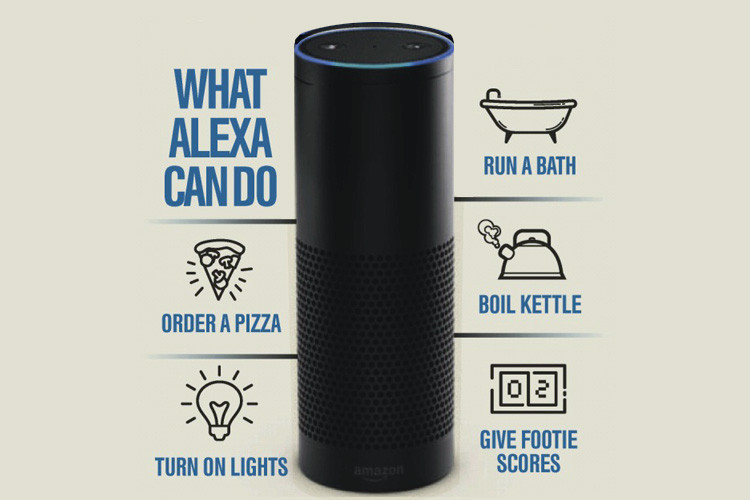 WHAT
ALEXA
CAN DO
ORDER A PIZZA
TURN ON LIGHTS
RUN A BATH
BOIL KETTLE
02
GIVE FOOTIE
SCORES
amazon